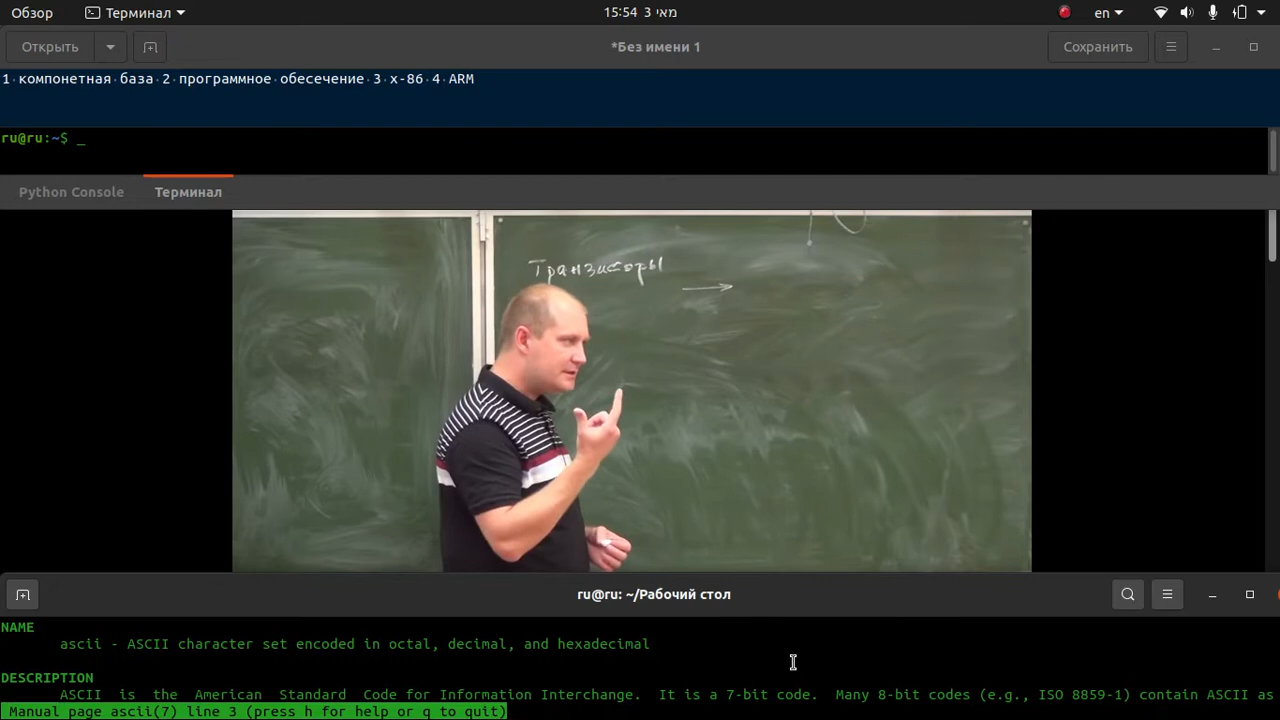 Обзор Терминал 15:54 3 מאי en
Открыть *Без имени 1 Сохранить
1·компонетная·база·2·программное·обесечение·3·x-86·4·ARM
ru@ru:~$ _
Python Console Терминал
Транзисторы
ru@ru: ~/Рабочий стол
NAME
ascii - ASCII character set encoded in octal, decimal, and hexadecimal
DESCRIPTION
ASCII is the American Standard Code for Information Interchange. It is a 7-bit code. Many 8-bit codes (e.g., ISO 8859-1) contain ASCII as
Manual page ascii(7) line 3 (press h for help or q to quit)